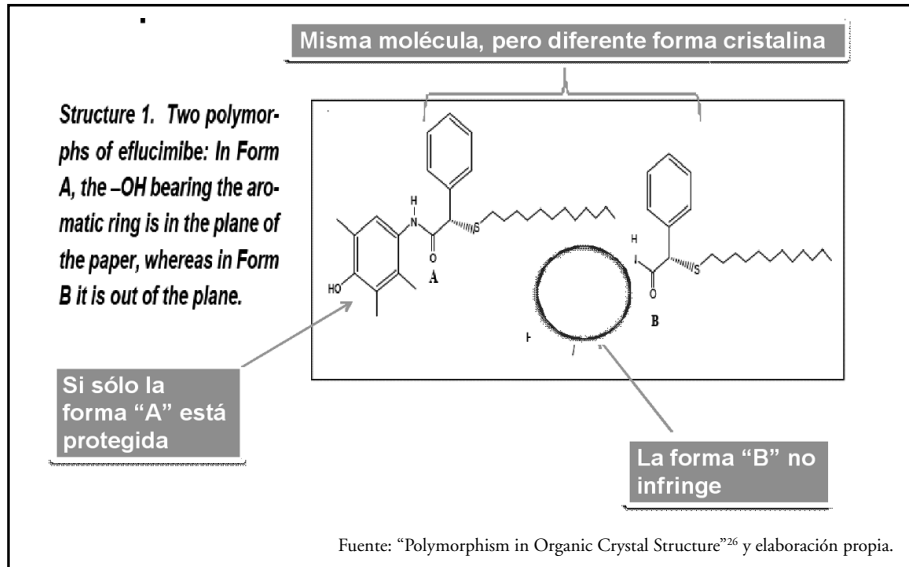 Misma molécula, pero diferente forma cristalina
Structure 1. Two polymor-
phs of eflucimibe: In Form
A, the –OH bearing the aro-
matic ring is in the plane of
the paper, whereas in Form
B it is out of the plane.
H
N
S
O
A
HO
H
S
O
B
Si sólo la
forma “A” está
protegida
La forma “B” no
infringe
Fuente: “Polymorphism in Organic Crystal Structure”²⁶ y elaboración propia.